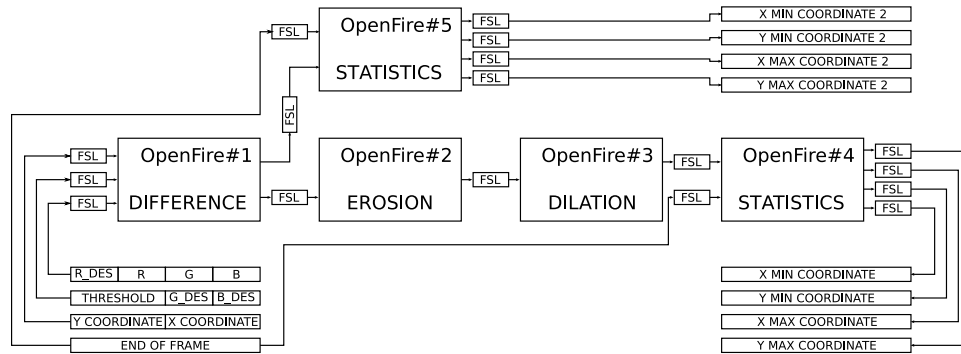 FSL
OpenFire#5
STATISTICS
FSL
FSL
FSL
FSL
X MIN COORDINATE 2
Y MIN COORDINATE 2
X MAX COORDINATE 2
Y MAX COORDINATE 2
FSL
FSL
FSL
FSL
OpenFire#1
DIFFERENCE
FSL
OpenFire#2
EROSION
FSL
OpenFire#3
DILATION
FSL
FSL
OpenFire#4
STATISTICS
FSL
FSL
FSL
FSL
R_DES R G B
THRESHOLD G_DES B_DES
Y COORDINATE X COORDINATE
END OF FRAME
X MIN COORDINATE
Y MIN COORDINATE
X MAX COORDINATE
Y MAX COORDINATE